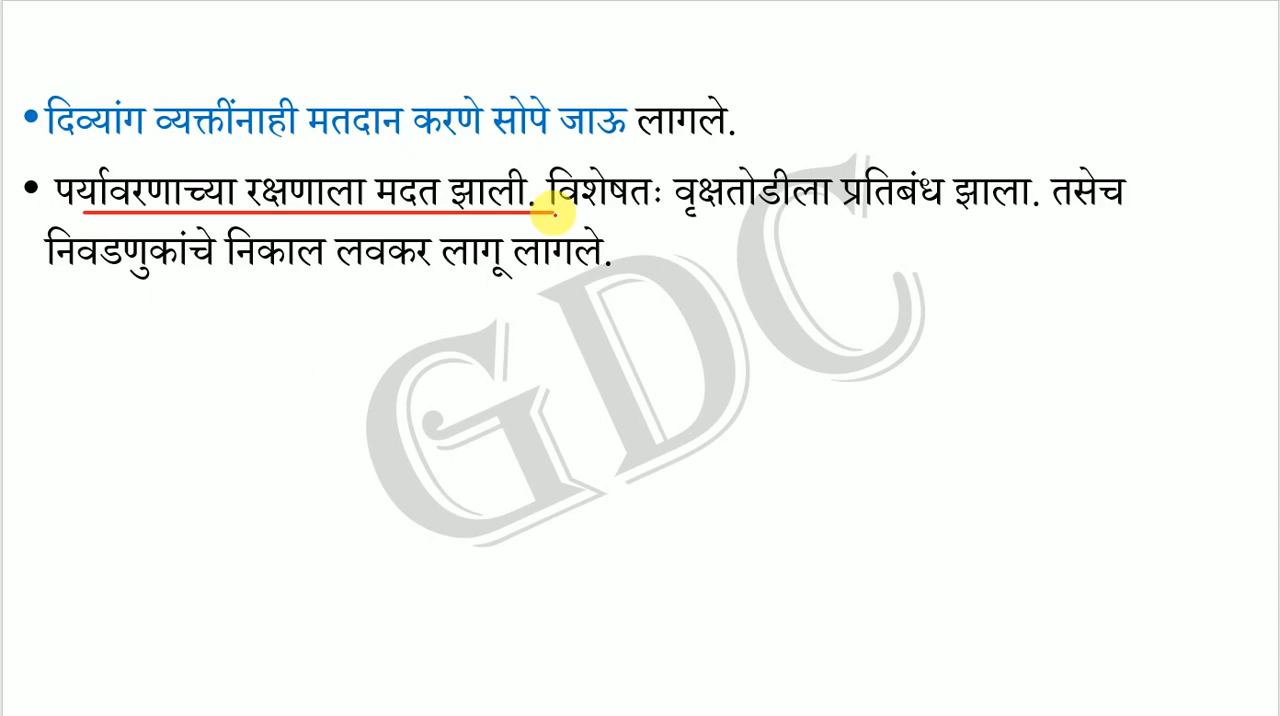 • दिव्यांग व्यक्तींनाही मतदान करणे सोपे जाऊ लागले.
• पर्यावरणाच्या रक्षणाला मदत झाली. विशेषतः वृक्षतोडीला प्रतिबंध झाला. तसेच
निवडणुकांचे निकाल लवकर लागू लागले.
GDC